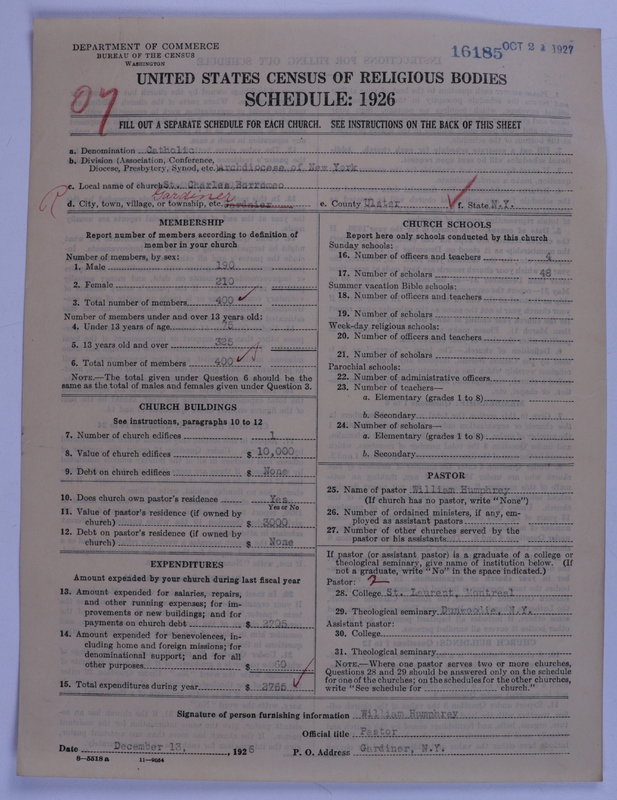 DEPARTMENT OF COMMERCE
BUREAU OF THE CENSUS
WASHINGTON
16185 OCT 2 1927
UNITED STATES CENSUS OF RELIGIOUS BODIES
SCHEDULE: 1926
07
FILL OUT A SEPARATE SCHEDULE FOR EACH CHURCH. SEE INSTRUCTIONS ON THE BACK OF THIS SHEET
a. Denomination Catholic
b. Division (Association, Conference, Diocese, Presbytery, Synod, etc. Archdiocese of New York
c. Local name of church St. Charles Borromeo
Gardiner
R d. City, town, village, or township, etc. Gardnier e. County Ulster f. State N.Y.
MEMBERSHIP
Report number of members according to definition of
member in your church
Number of members, by sex:
1. Male 190
2. Female 210
3. Total number of members 400
Number of members under and over 13 years old:
4. Under 13 years of age 75
5. 13 years old and over 325
6. Total number of members 400
NOTE.—The total given under Question 6 should be the
same as the total of males and females given under Question 3.
CHURCH BUILDINGS
See instructions, paragraphs 10 to 12
7. Number of church edifices 1
8. Value of church edifices $ 10,000
9. Debt on church edifices $ None
10. Does church own pastor's residence Yes
Yes or No
11. Value of pastor's residence (if owned by
church) $ 3000
12. Debt on pastor's residence (if owned by
church) $ None
EXPENDITURES
Amount expended by your church during last fiscal year
13. Amount expended for salaries, repairs,
and other running expenses; for im-
provements or new buildings; and for
payments on church debt $ 2705
14. Amount expended for benevolences, in-
cluding home and foreign missions; for
denominational support; and for all
other purposes $ 60
15. Total expenditures during year $ 2765
CHURCH SCHOOLS
Report here only schools conducted by this church
Sunday schools:
16. Number of officers and teachers 4
17. Number of scholars 48
Summer vacation Bible schools:
18. Number of officers and teachers
19. Number of scholars
Week-day religious schools:
20. Number of officers and teachers
21. Number of scholars
Parochial schools:
22. Number of administrative officers
23. Number of teachers—
a. Elementary (grades 1 to 8)
b. Secondary
24. Number of scholars—
a. Elementary (grades 1 to 8)
b. Secondary
PASTOR
25. Name of pastor William Humphrey
(If church has no pastor, write "None")
26. Number of ordained ministers, if any, em-
ployed as assistant pastors
27. Number of other churches served by the
pastor or his assistants
If pastor (or assistant pastor) is a graduate of a college or
theological seminary, give name of institution below. (If
not a graduate, write "No" in the space indicated.)
Pastor: 2
28. College St. Laurent, Montreal
29. Theological seminary Dunwoodie, N.Y.
Assistant pastor:
30. College
31. Theological seminary
NOTE.—Where one pastor serves two or more churches,
Questions 28 and 29 should be answered only on the schedule
for one of the churches; on the schedules for the other churches,
write "See schedule for church."
Signature of person furnishing information William Humphrey
Official title Pastor
Date December 13, 1926 P. O. Address Gardiner, N.Y.
8—5518 a 11—9054